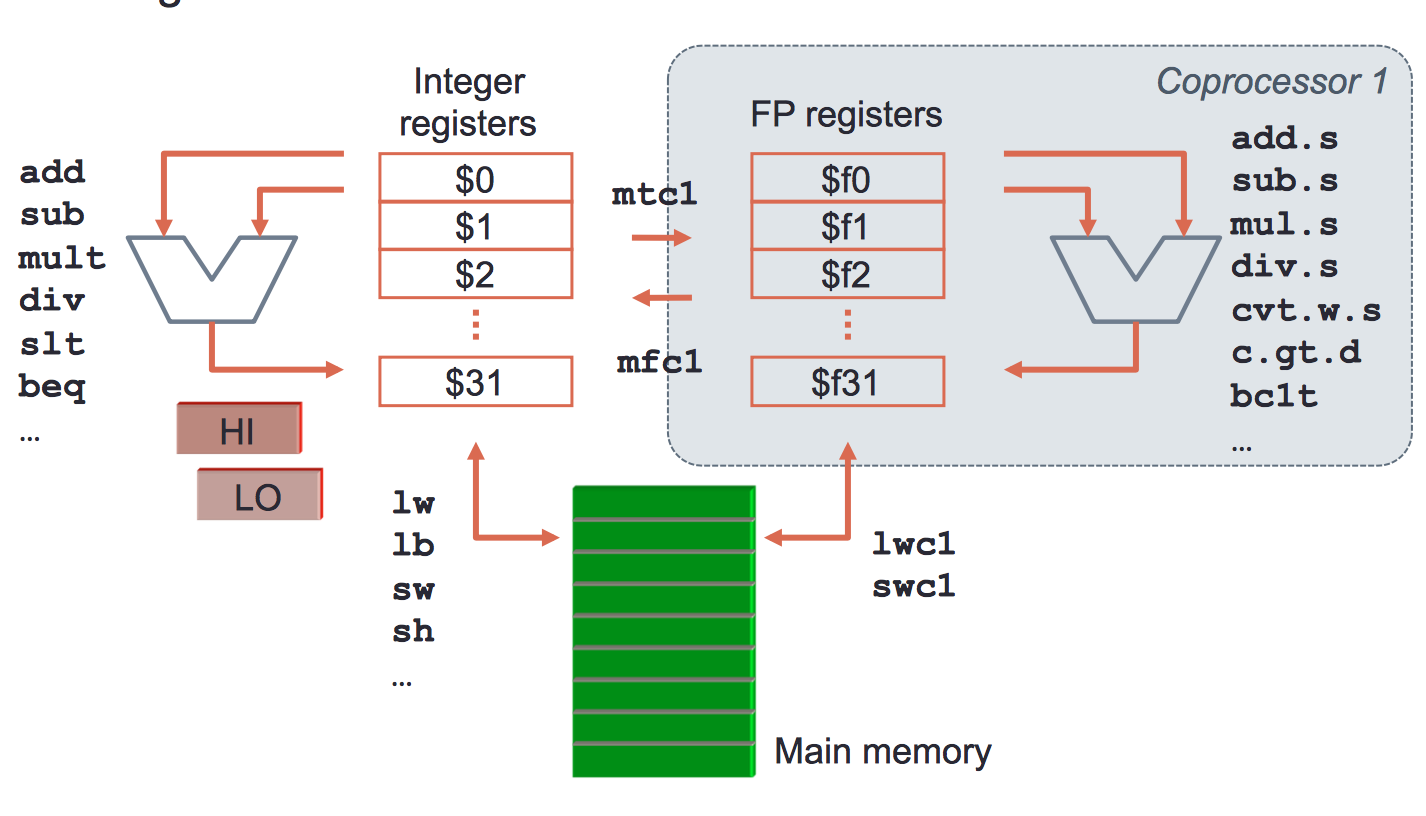 Integer
registers
$0
$1
$2
$31
add
sub
mult
div
slt
beq
…
HI
LO
mtc1
mfc1
Coprocessor 1
FP registers
$f0
$f1
$f2
$f31
add.s
sub.s
mul.s
div.s
cvt.w.s
c.gt.d
bc1t
…
lw
lb
sw
sh
…
lwc1
swc1
Main memory